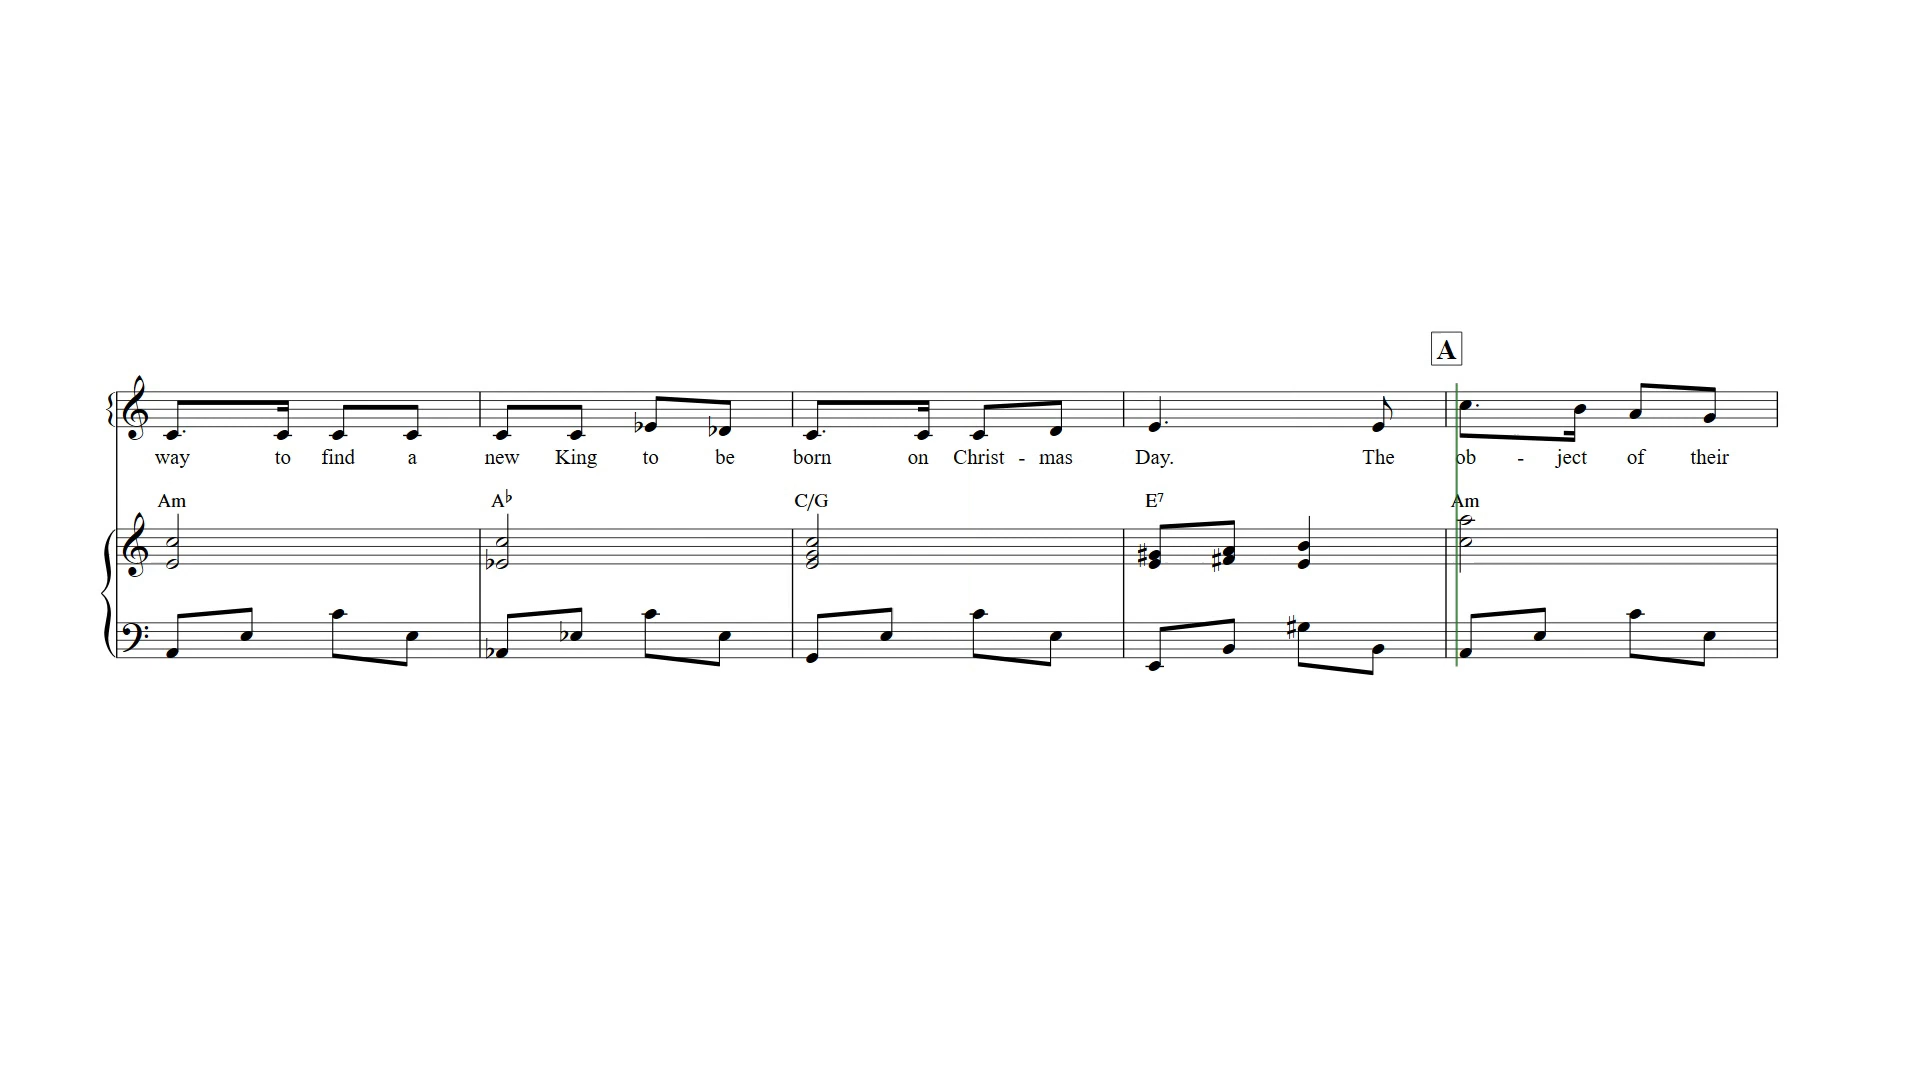 A
way to find a new King to be born on Christ - mas Day. The ob - ject of their
Am A♭ C/G E7 Am